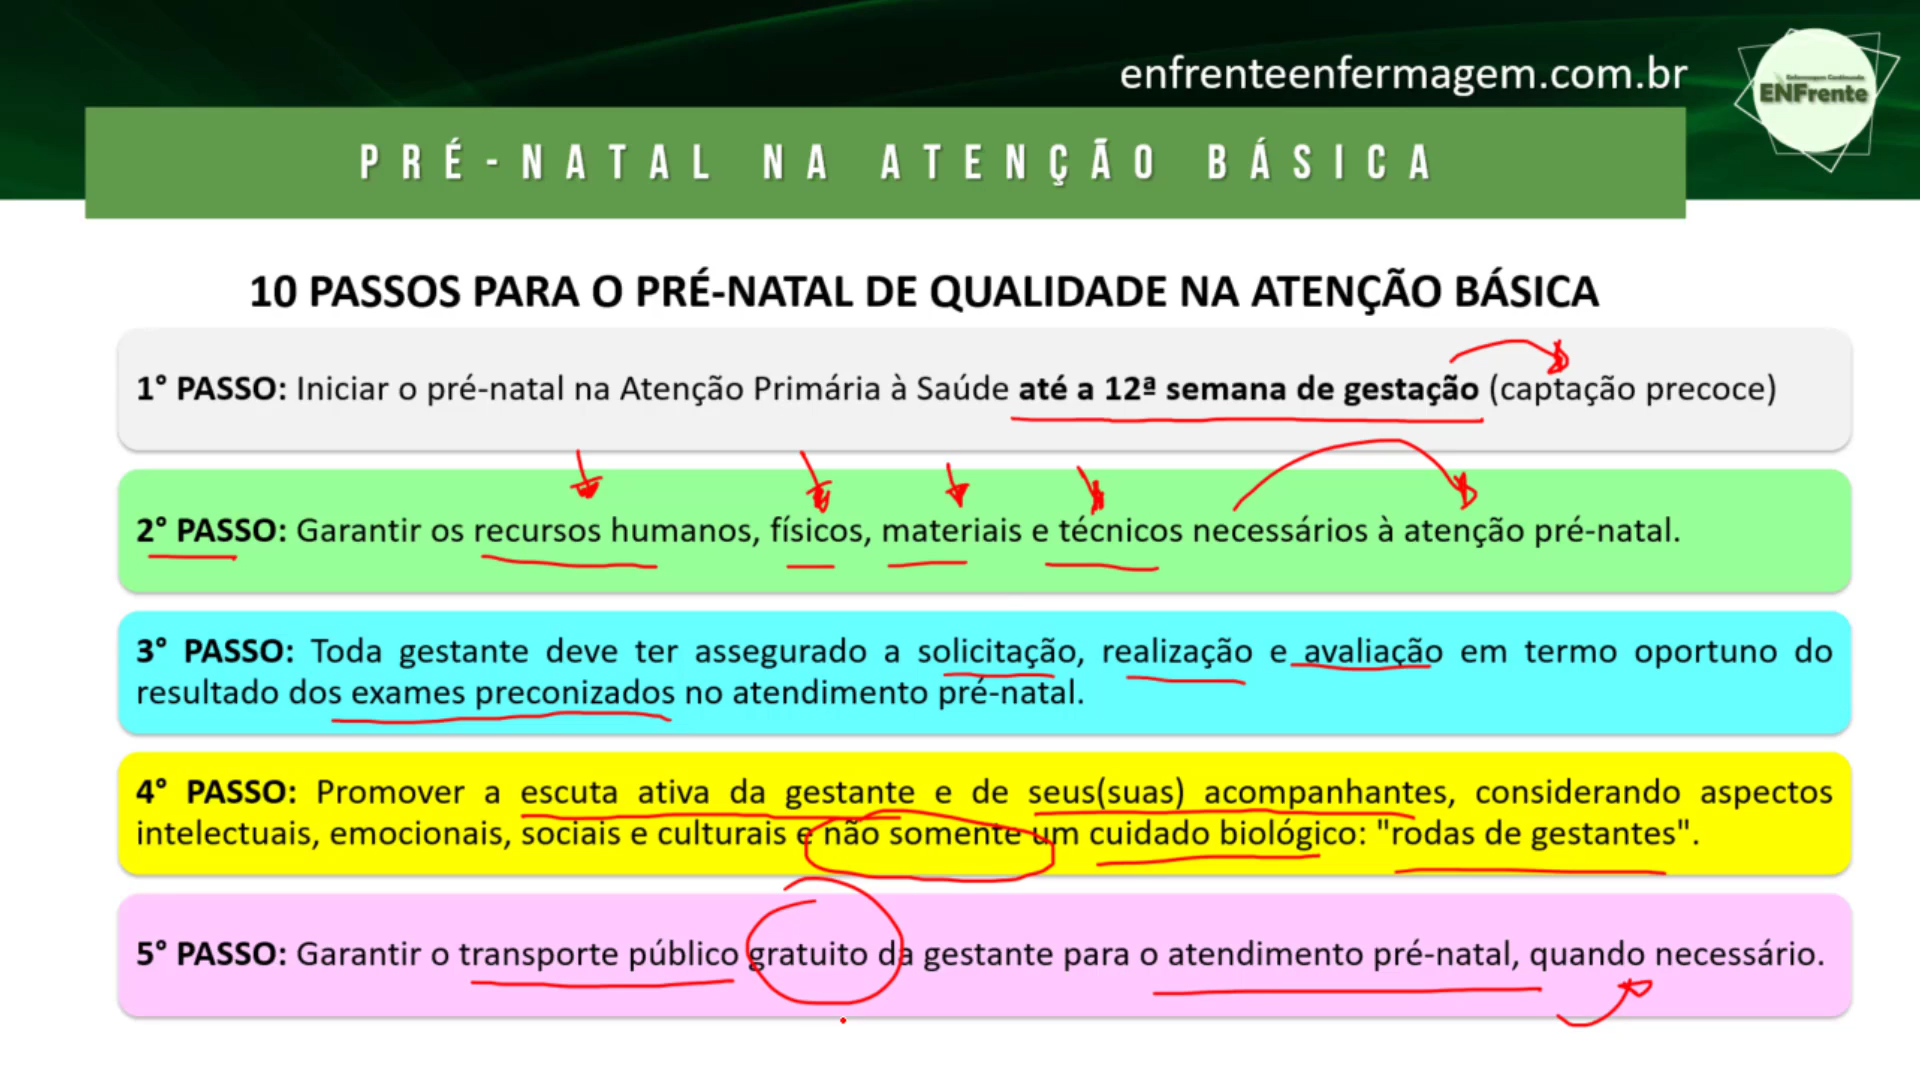 enfrenteenfermagem.com.br
Enfermagem Continuada
ENFrente
PRÉ-NATAL NA ATENÇÃO BÁSICA
10 PASSOS PARA O PRÉ-NATAL DE QUALIDADE NA ATENÇÃO BÁSICA
1° PASSO: Iniciar o pré-natal na Atenção Primária à Saúde até a 12ª semana de gestação (captação precoce)
2° PASSO: Garantir os recursos humanos, físicos, materiais e técnicos necessários à atenção pré-natal.
3° PASSO: Toda gestante deve ter assegurado a solicitação, realização e avaliação em termo oportuno do
resultado dos exames preconizados no atendimento pré-natal.
4° PASSO: Promover a escuta ativa da gestante e de seus(suas) acompanhantes, considerando aspectos
intelectuais, emocionais, sociais e culturais e não somente um cuidado biológico: "rodas de gestantes".
5° PASSO: Garantir o transporte público gratuito da gestante para o atendimento pré-natal, quando necessário.